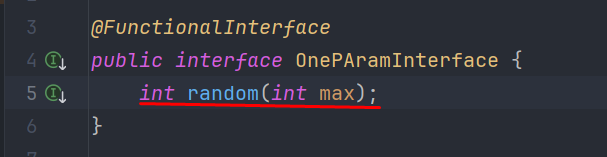 3 @FunctionalInterface
4 public interface OnePAramInterface {
5 int random(int max);
6 }